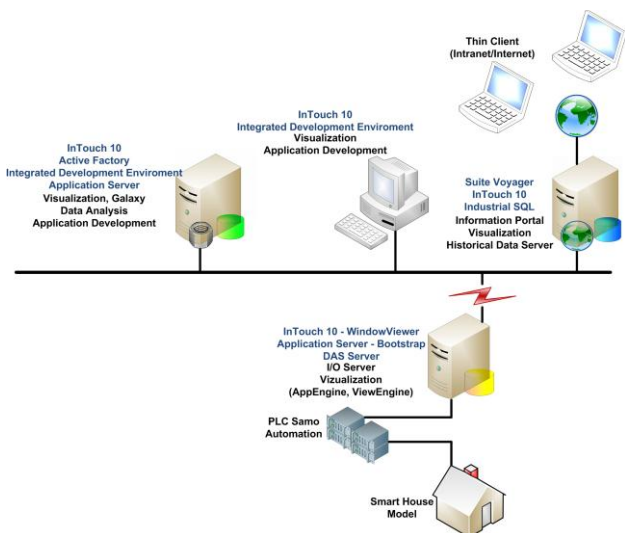 Thin Client
(Intranet/Internet)
InTouch 10
Integrated Development Enviroment
Visualization
Application Development
InTouch 10
Active Factory
Integrated Development Enviroment
Application Server
Visualization, Galaxy
Data Analysis
Application Development
Suite Voyager
InTouch 10
Industrial SQL
Information Portal
Visualization
Historical Data Server
InTouch 10 - WindowViewer
Application Server - Bootstrap
DAS Server
I/O Server
Vizualization
(AppEngine, ViewEngine)
PLC Samo
Automation
Smart House
Model